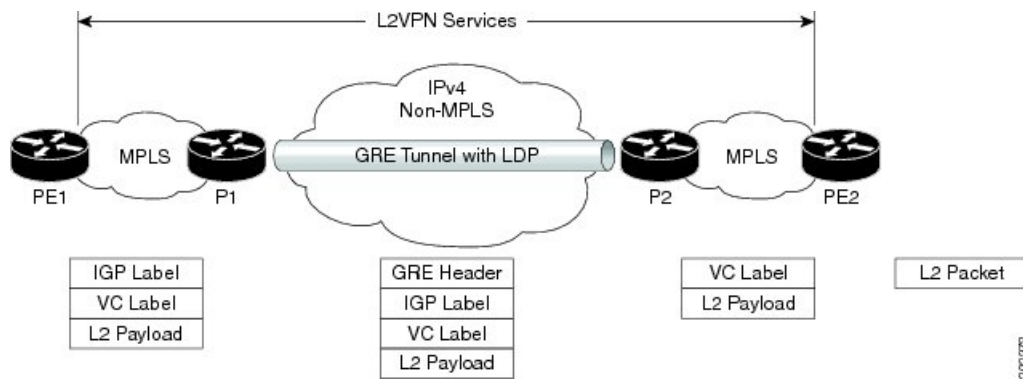 L2VPN Services
IPv4
Non-MPLS
MPLS
GRE Tunnel with LDP
MPLS
PE1
P1
P2
PE2
IGP Label
VC Label
L2 Payload
GRE Header
IGP Label
VC Label
L2 Payload
VC Label
L2 Payload
L2 Packet